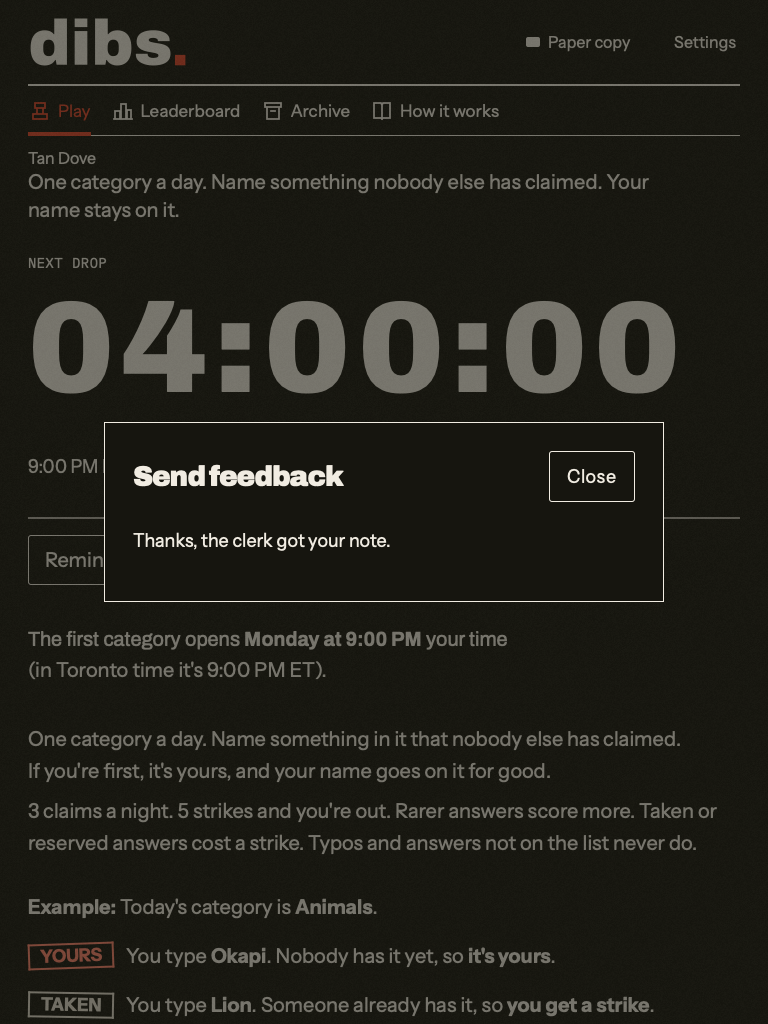 dibs.
Paper copy
Settings
Play
Leaderboard
Archive
How it works
Tan Dove
One category a day. Name something nobody else has claimed. Your
name stays on it.
NEXT DROP
04:00:00
9:00 PM
Send feedback
Close
Thanks, the clerk got your note.
The first category opens Monday at 9:00 PM your time
(in Toronto time it's 9:00 PM ET).
One category a day. Name something in it that nobody else has claimed.
If you're first, it's yours, and your name goes on it for good.
3 claims a night. 5 strikes and you're out. Rarer answers score more. Taken or
reserved answers cost a strike. Typos and answers not on the list never do.
Example: Today's category is Animals.
YOURS You type Okapi. Nobody has it yet, so it's yours.
TAKEN You type Lion. Someone already has it, so you get a strike.